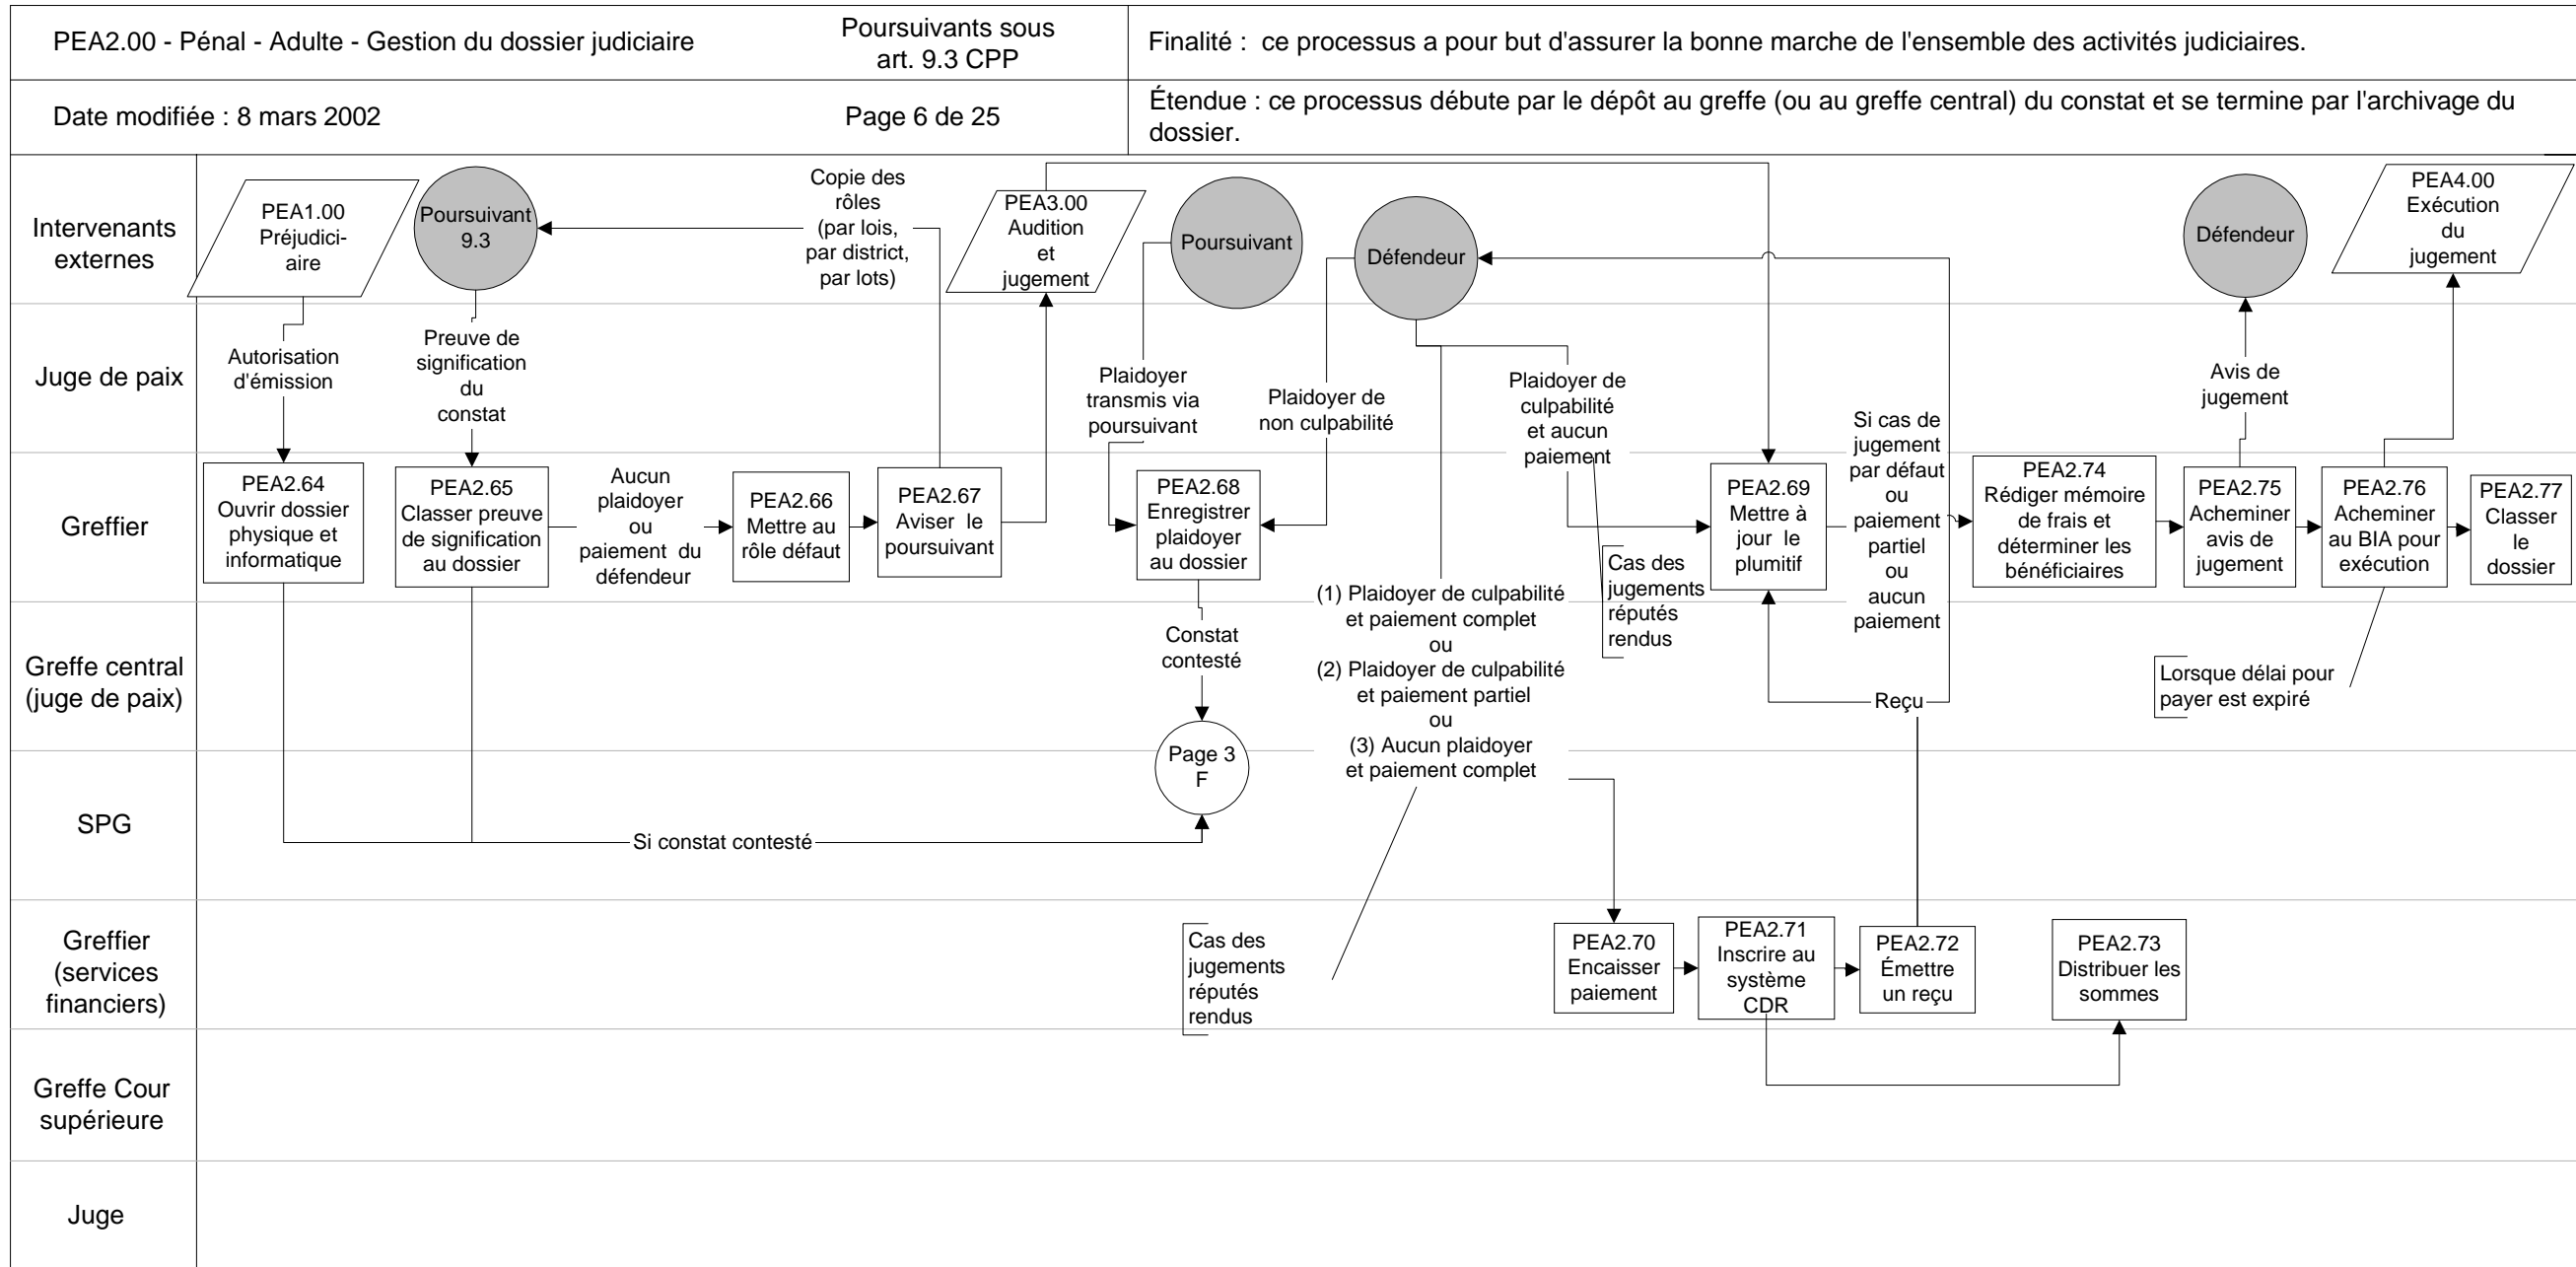 PEA2.00 - Pénal - Adulte - Gestion du dossier judiciaire
Poursuivants sous
art. 9.3 CPP
Finalité : ce processus a pour but d'assurer la bonne marche de l'ensemble des activités judiciaires.
Date modifiée : 8 mars 2002
Page 6 de 25
Étendue : ce processus débute par le dépôt au greffe (ou au greffe central) du constat et se termine par l'archivage du
dossier.
Intervenants
externes
PEA1.00
Préjudici-
aire
Poursuivant
9.3
Copie des
rôles
(par lois,
par district,
par lots)
PEA3.00
Audition
et
jugement
Poursuivant
Défendeur
Défendeur
PEA4.00
Exécution
du
jugement
Juge de paix
Autorisation
d'émission
Preuve de
signification
du
constat
Plaidoyer
transmis via
poursuivant
Plaidoyer de
non culpabilité
Plaidoyer de
culpabilité
et aucun
paiement
Si cas de
jugement
par défaut
ou
paiement
partiel
ou
aucun
paiement
Avis de
jugement
Greffier
PEA2.64
Ouvrir dossier
physique et
informatique
PEA2.65
Classer preuve
de signification
au dossier
Aucun
plaidoyer
ou
paiement du
défendeur
PEA2.66
Mettre au
rôle défaut
PEA2.67
Aviser le
poursuivant
PEA2.68
Enregistrer
plaidoyer
au dossier
Cas des
jugements
réputés
rendus
PEA2.69
Mettre à
jour le
plumitif
PEA2.74
Rédiger mémoire
de frais et
déterminer les
bénéficiaires
PEA2.75
Acheminer
avis de
jugement
PEA2.76
Acheminer
au BIA pour
exécution
PEA2.77
Classer
le
dossier
Greffe central
(juge de paix)
Constat
contesté
(1) Plaidoyer de culpabilité
et paiement complet
ou
(2) Plaidoyer de culpabilité
et paiement partiel
ou
(3) Aucun plaidoyer
et paiement complet
Reçu
Lorsque délai pour
payer est expiré
SPG
Page 3
F
Si constat contesté
Greffier
(services
financiers)
Cas des
jugements
réputés
rendus
PEA2.70
Encaisser
paiement
PEA2.71
Inscrire au
système
CDR
PEA2.72
Émettre
un reçu
PEA2.73
Distribuer les
sommes
Greffe Cour
supérieure
Juge